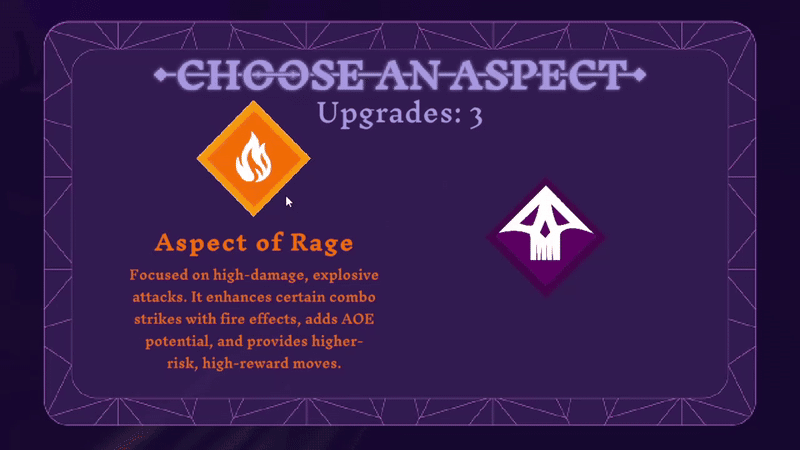 CHOOSE AN ASPECT
Upgrades: 3
Aspect of Rage
Focused on high-damage, explosive
attacks. It enhances certain combo
strikes with fire effects, adds AOE
potential, and provides higher-
risk, high-reward moves.